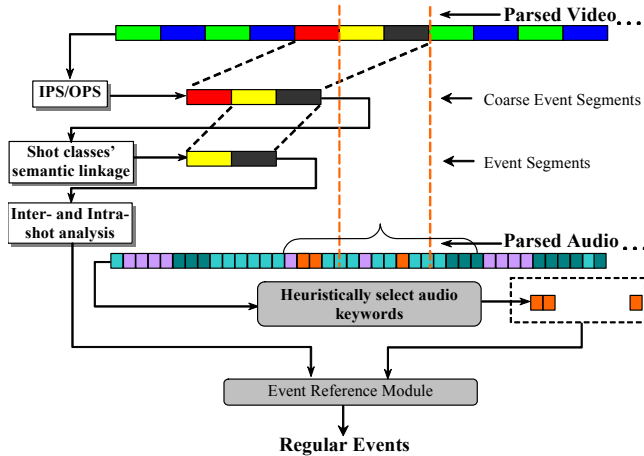 Parsed Video
...
IPS/OPS
Coarse Event Segments
Shot classes'
semantic linkage
Event Segments
Inter- and Intra-
shot analysis
Parsed Audio
...
Heuristically select audio
keywords
Event Reference Module
Regular Events